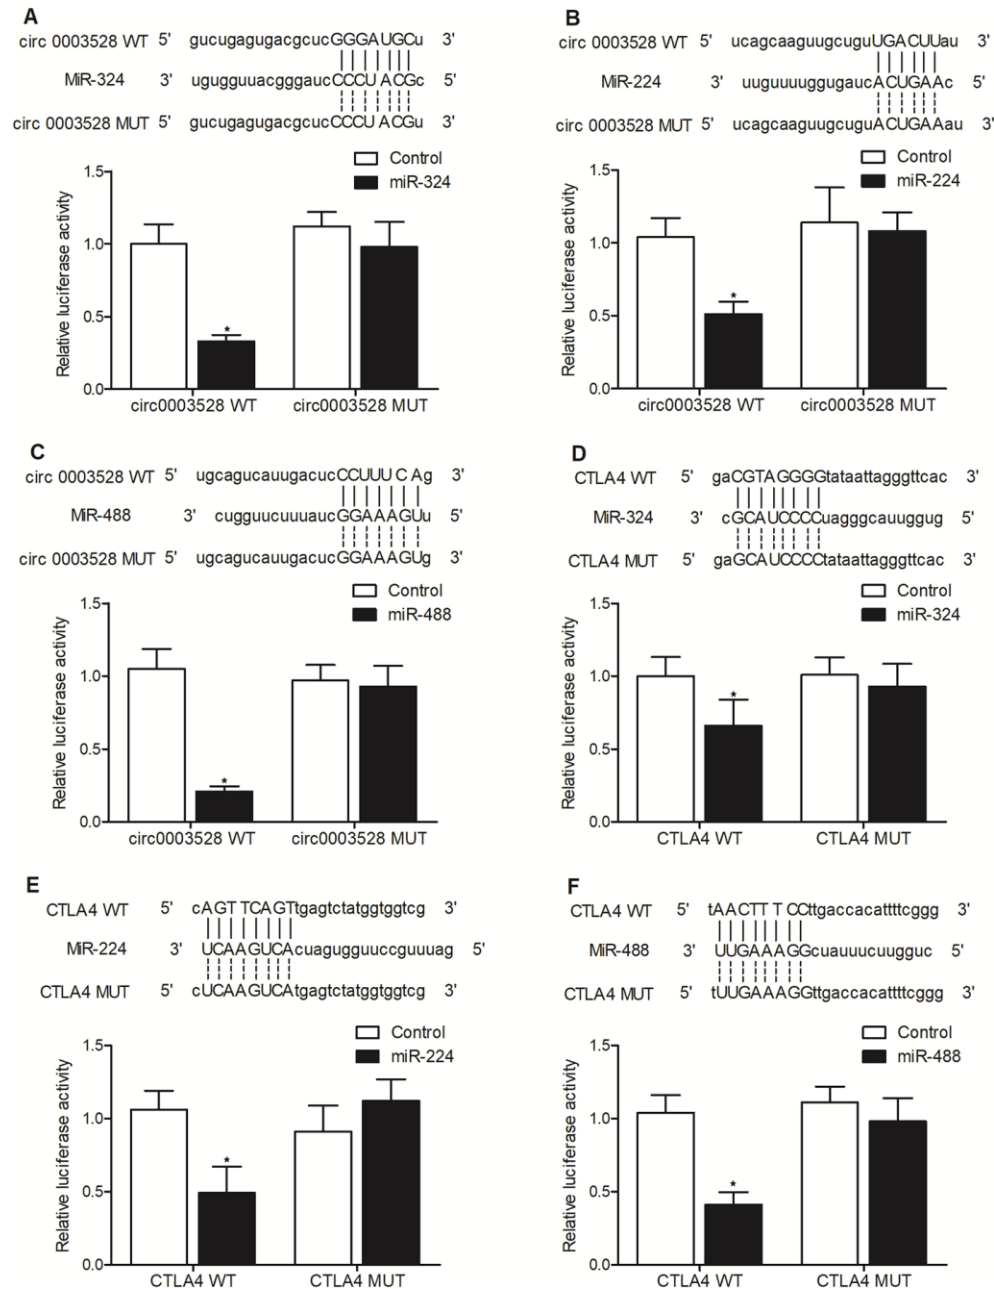 A
circ 0003528 WT 5' gucugagugacgcucGGGAUGCu 3'
MiR-324 3' ugugguuacgggaucCCCUACGc 5'
circ 0003528 MUT 5' gucugagugacgcucCCCUACGu 3'
Control
miR-324
Relative luciferase activity
1.5
1.0
0.5
0.0
*
circ0003528 WT circ0003528 MUT
B
circ 0003528 WT 5' ucagcaaguugcuguUGACUUau 3'
MiR-224 3' uuguuuuggugaucACUGAAc 5'
circ 0003528 MUT 5' ucagcaaguugcuguACUGAAau 3'
Control
miR-224
Relative luciferase activity
1.5
1.0
0.5
0.0
*
circ0003528 WT circ0003528 MUT
C
circ 0003528 WT 5' ugcagucauugacucCCUUUCAg 3'
MiR-488 3' cugguucuuuaucGGAAAGUu 5'
circ 0003528 MUT 5' ugcagucauugacucGGAAAGUg 3'
Control
miR-488
Relative luciferase activity
1.5
1.0
0.5
0.0
*
circ0003528 WT circ0003528 MUT
D
CTLA4 WT 5' gaCGTAGGGGtataattagggttcac 3'
MiR-324 3' cGCAUCCCCuagggcauuggug 5'
CTLA4 MUT 5' gaGCAUCCCCtataattagggttcac 3'
Control
miR-324
Relative luciferase activity
1.5
1.0
0.5
0.0
*
CTLA4 WT CTLA4 MUT
E
CTLA4 WT 5' cAGTTCAGTtgagtctatggtggtcg 3'
MiR-224 3' UCAAGUCAcuagugguuccguuuag 5'
CTLA4 MUT 5' cUCAAGUCAtgagtctatggtggtcg 3'
Control
miR-224
Relative luciferase activity
1.5
1.0
0.5
0.0
*
CTLA4 WT CTLA4 MUT
F
CTLA4 WT 5' tAACTTTCCttgaccacattttcggg 3'
MiR-488 3' UUGAAAGGcuauuucuuggguc 5'
CTLA4 MUT 5' tUUGAAAGGttgaccacattttcggg 3'
Control
miR-488
Relative luciferase activity
1.5
1.0
0.5
0.0
*
CTLA4 WT CTLA4 MUT